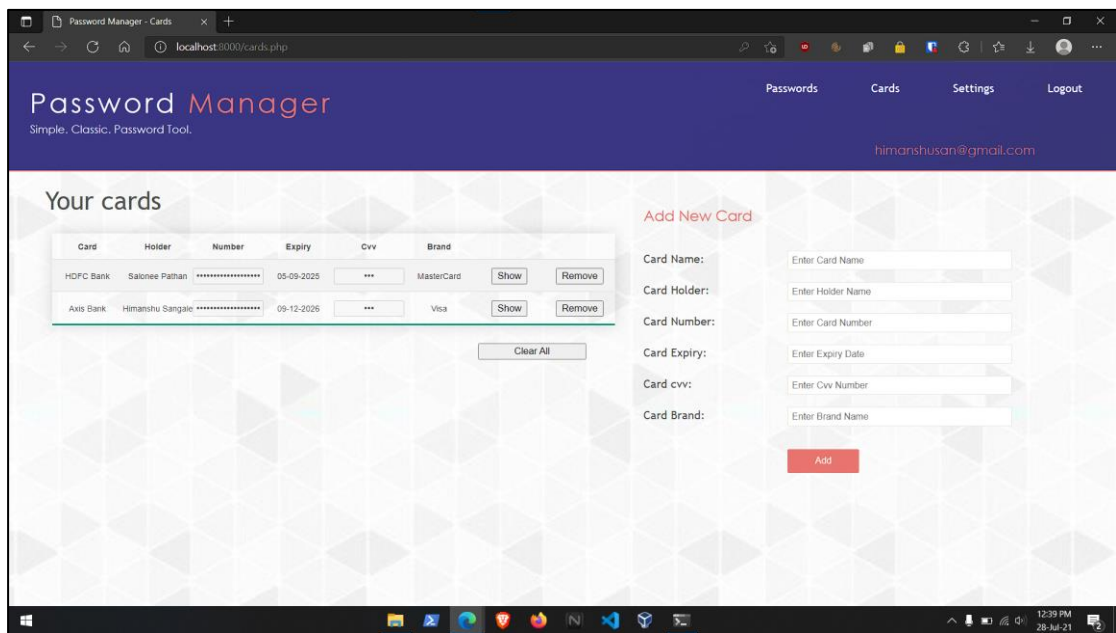 Password Manager - Cards
localhost:8000/cards.php
Password Manager
Simple. Classic. Password Tool.
Passwords Cards Settings Logout
himanshusan@gmail.com
Your cards
Card Holder Number Expiry Cvv Brand
HDFC Bank Salonee Pathan ******************* 05-09-2025 *** MasterCard Show Remove
Axis Bank Himanshu Sangale ******************* 09-12-2026 *** Visa Show Remove
Clear All
Add New Card
Card Name: Enter Card Name
Card Holder: Enter Holder Name
Card Number: Enter Card Number
Card Expiry: Enter Expiry Date
Card cvv: Enter Cvv Number
Card Brand: Enter Brand Name
Add
12:39 PM
28-Jul-21